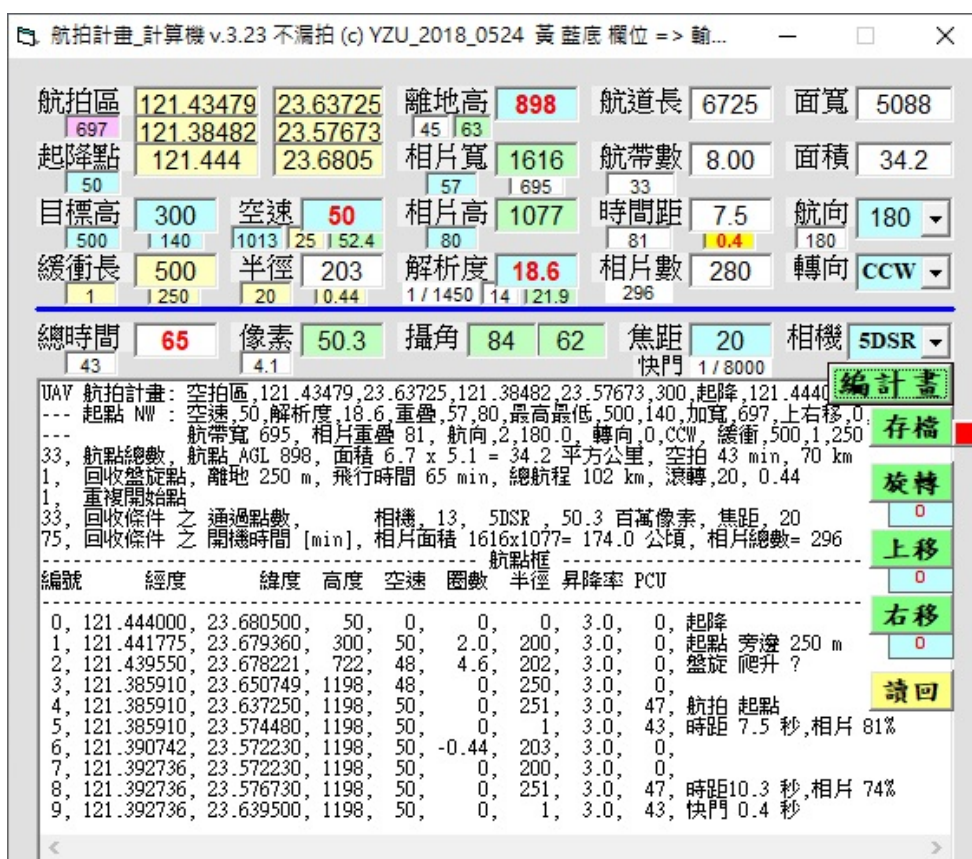 航拍計畫_計算機 v.3.23 不漏拍 (c) YZU_2018_0524 黃 藍底 欄位 => 輸...
航拍區 121.43479 23.63725 離地高 898 航道長 6725 面寬 5088
697 121.38482 23.57673 45 63
起降點 121.444 23.6805 相片寬 1616 航帶數 8.00 面積 34.2
50 57 695 33
目標高 300 空速 50 相片高 1077 時間距 7.5 航向 180
500 140 1013 25 52.4 80 81 0.4 180
緩衝長 500 半徑 203 解析度 18.6 相片數 280 轉向 CCW
1 250 20 0.44 1 / 1450 14 21.9 296
總時間 65 像素 50.3 攝角 84 62 焦距 20 相機 5DSR
43 4.1 快門 1 / 8000
編計畫
存檔
旋轉
0
上移
0
右移
0
讀回
UAV 航拍計畫: 空拍區,121.43479,23.63725,121.38482,23.57673,300,起降,121.4440
--- 起點 NW : 空速,50,解析度,18.6,重疊,57,80,最高最低,500,140,加寬,697,上右移,0,
--- 航帶寬 695, 相片重疊 81, 航向,2,180.0, 轉向,0,CCW, 緩衝,500,1,250
33, 航點總數, 航點 AGL 898, 面積 6.7 x 5.1 = 34.2 平方公里, 空拍 43 min, 70 km
1, 回收盤旋點, 離地 250 m, 飛行時間 65 min, 總航程 102 km, 滾轉,20, 0.44
1, 重複開始點
33, 回收條件 之 通過點數, 相機, 13, 5DSR , 50.3 百萬像素, 焦距, 20
75, 回收條件 之 開機時間 [min], 相片面積 1616x1077= 174.0 公頃, 相片總數= 296
航點框
編號 經度 緯度 高度 空速 圈數 半徑 昇降率 PCU
0, 121.444000, 23.680500, 50, 0, 0, 0, 3.0, 0, 起降
1, 121.441775, 23.679360, 300, 50, 2.0, 200, 3.0, 0, 起點 旁邊 250 m
2, 121.439550, 23.678221, 722, 48, 4.6, 202, 3.0, 0, 盤旋 爬升 ?
3, 121.385910, 23.650749, 1198, 48, 0, 250, 3.0, 0,
4, 121.385910, 23.637250, 1198, 50, 0, 251, 3.0, 47, 航拍 起點
5, 121.385910, 23.574480, 1198, 50, 0, 1, 3.0, 43, 時距 7.5 秒,相片 81%
6, 121.390742, 23.572230, 1198, 50, -0.44, 203, 3.0, 0,
7, 121.392736, 23.572230, 1198, 50, 0, 200, 3.0, 0,
8, 121.392736, 23.576730, 1198, 50, 0, 251, 3.0, 47, 時距10.3 秒,相片 74%
9, 121.392736, 23.639500, 1198, 50, 0, 1, 3.0, 43, 快門 0.4 秒